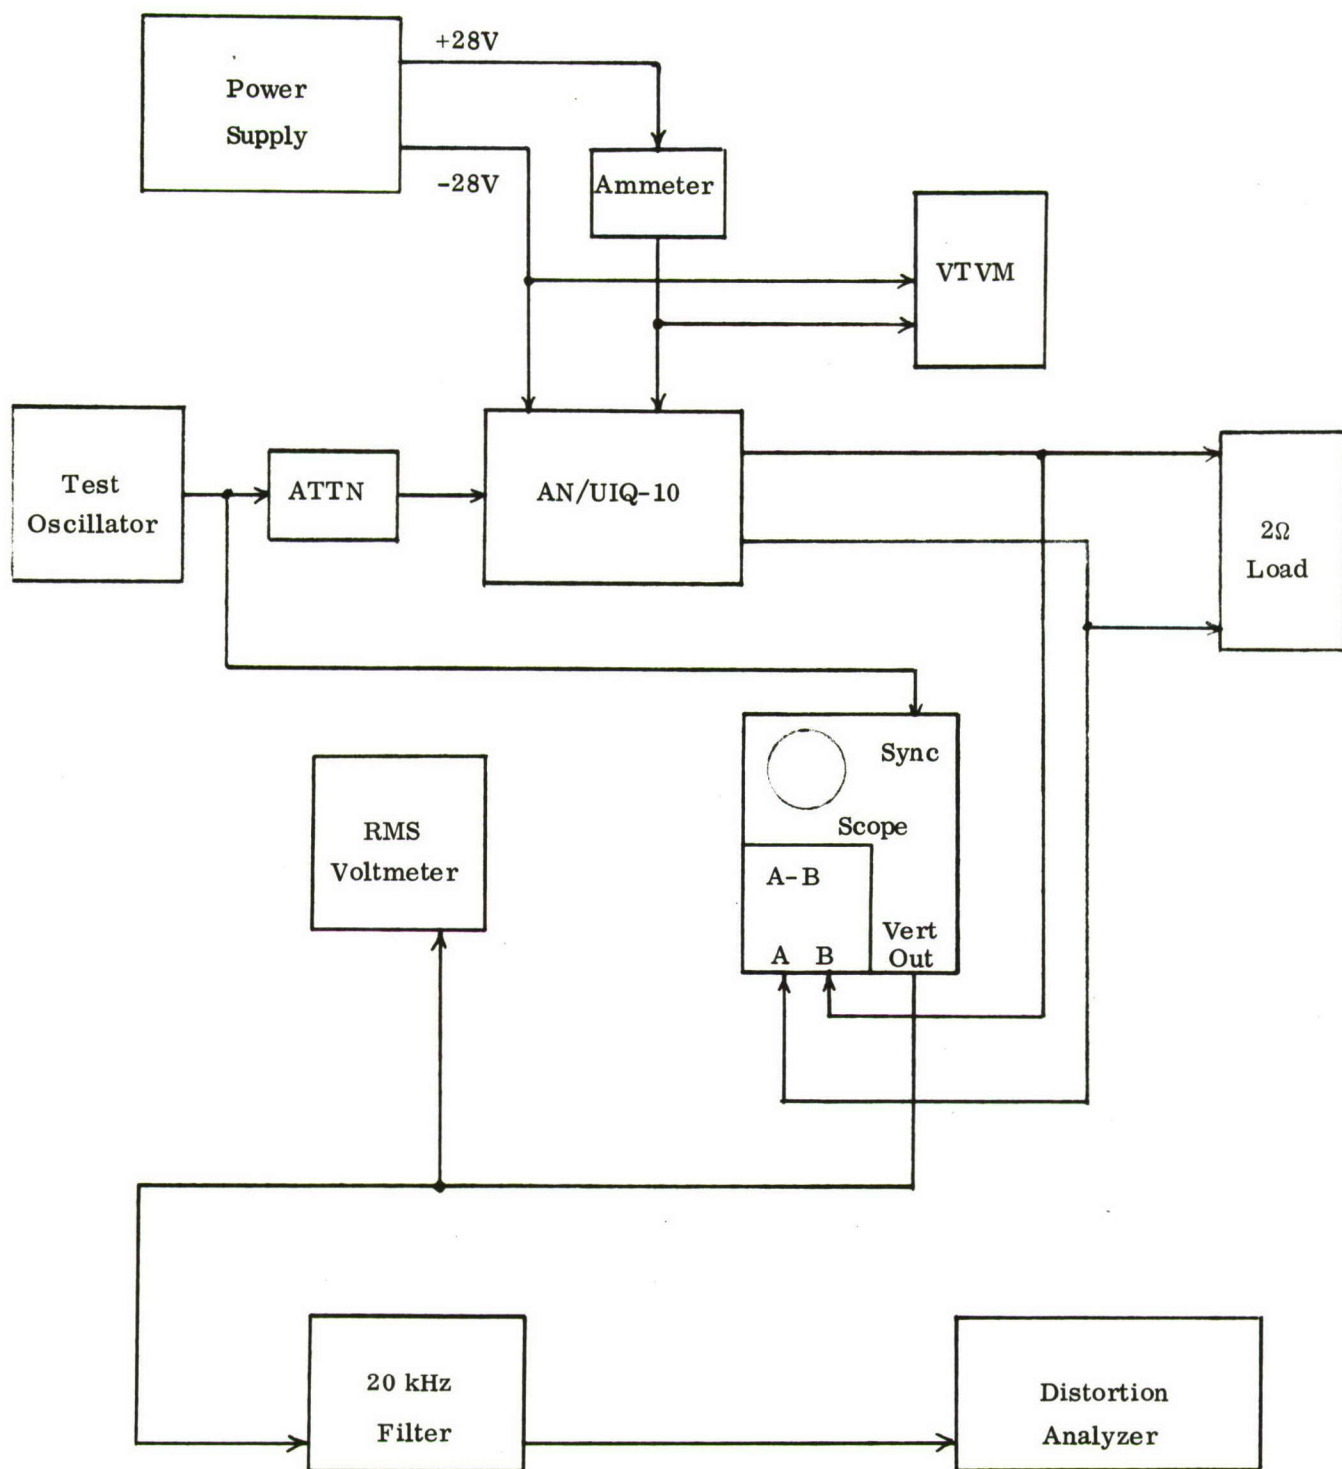 +28V
Power
Supply
-28V
Ammeter
VTVM
Test
Oscillator
ATTN
AN/UIQ-10
2Ω
Load
Sync
Scope
RMS
Voltmeter
A-B
Vert
Out
A B
20 kHz
Filter
Distortion
Analyzer